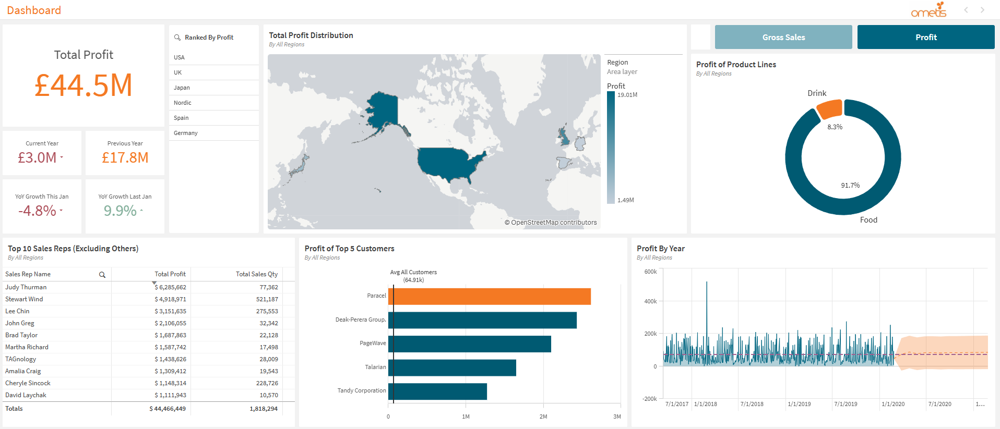 Dashboard
ometis
Total Profit
£44.5M
Current Year
£3.0M
Previous Year
£17.8M
YoY Growth This Jan
-4.8%
YoY Growth Last Jan
9.9%
Ranked By Profit
USA
UK
Japan
Nordic
Spain
Germany
Total Profit Distribution
By All Regions
© OpenStreetMap contributors
Region
Area layer
Profit
19.01M
1.49M
Gross Sales
Profit
Profit of Product Lines
By All Regions
Drink
8.3%
91.7%
Food
Top 10 Sales Reps (Excluding Others)
By All Regions
Sales Rep Name Total Profit Total Sales Qty
Judy Thurman $ 6,285,662 77,362
Stewart Wind $ 4,918,971 521,187
Lee Chin $ 3,151,635 275,553
John Greg $ 2,106,055 32,342
Brad Taylor $ 1,687,863 22,128
Martha Richard $ 1,587,742 17,498
TAGnology $ 1,438,626 28,009
Amalia Craig $ 1,309,412 19,543
Cheryle Sincock $ 1,148,314 228,726
David Laychak $ 1,111,943 10,570
Totals $ 44,466,449 1,818,294
Profit of Top 5 Customers
By All Regions
Avg All Customers
(64.91k)
Paracel
Deak-Perera Group.
PageWave
Talarian
Tandy Corporation
0 1M 2M 3M
Profit By Year
By All Regions
600k
400k
200k
0
-200k
7/1/2017 1/1/2018 7/1/2018 1/1/2019 7/1/2019 1/1/2020 7/1/2020 1...